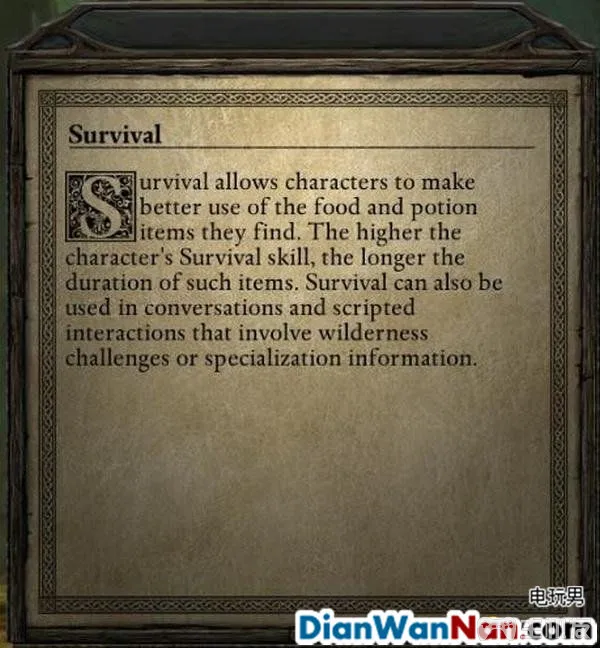 Survival
Survival allows characters to make
better use of the food and potion
items they find. The higher the
character's Survival skill, the longer the
duration of such items. Survival can also be
used in conversations and scripted
interactions that involve wilderness
challenges or specialization information.
电玩男
DianWanNan.com